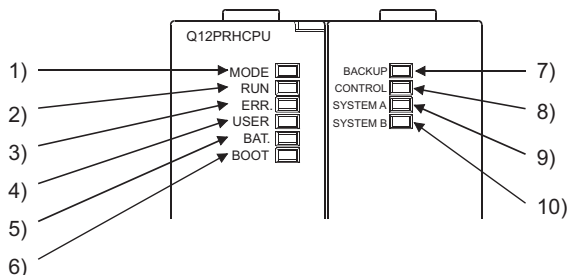 Q12PRHCPU
1)
MODE
BACKUP
7)
2)
RUN
CONTROL
8)
3)
ERR.
SYSTEM A
9)
4)
USER
SYSTEM B
10)
5)
BAT.
6)
BOOT